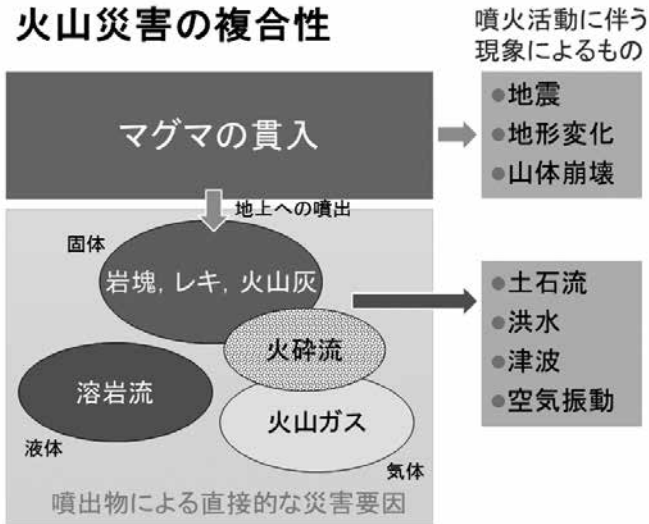 火山災害の複合性
噴火活動に伴う
現象によるもの
マグマの貫入
●地震
●地形変化
●山体崩壊
地上への噴出
固体
岩塊, レキ, 火山灰
火砕流
溶岩流
液体
火山ガス
気体
噴出物による直接的な災害要因
●土石流
●洪水
●津波
●空気振動